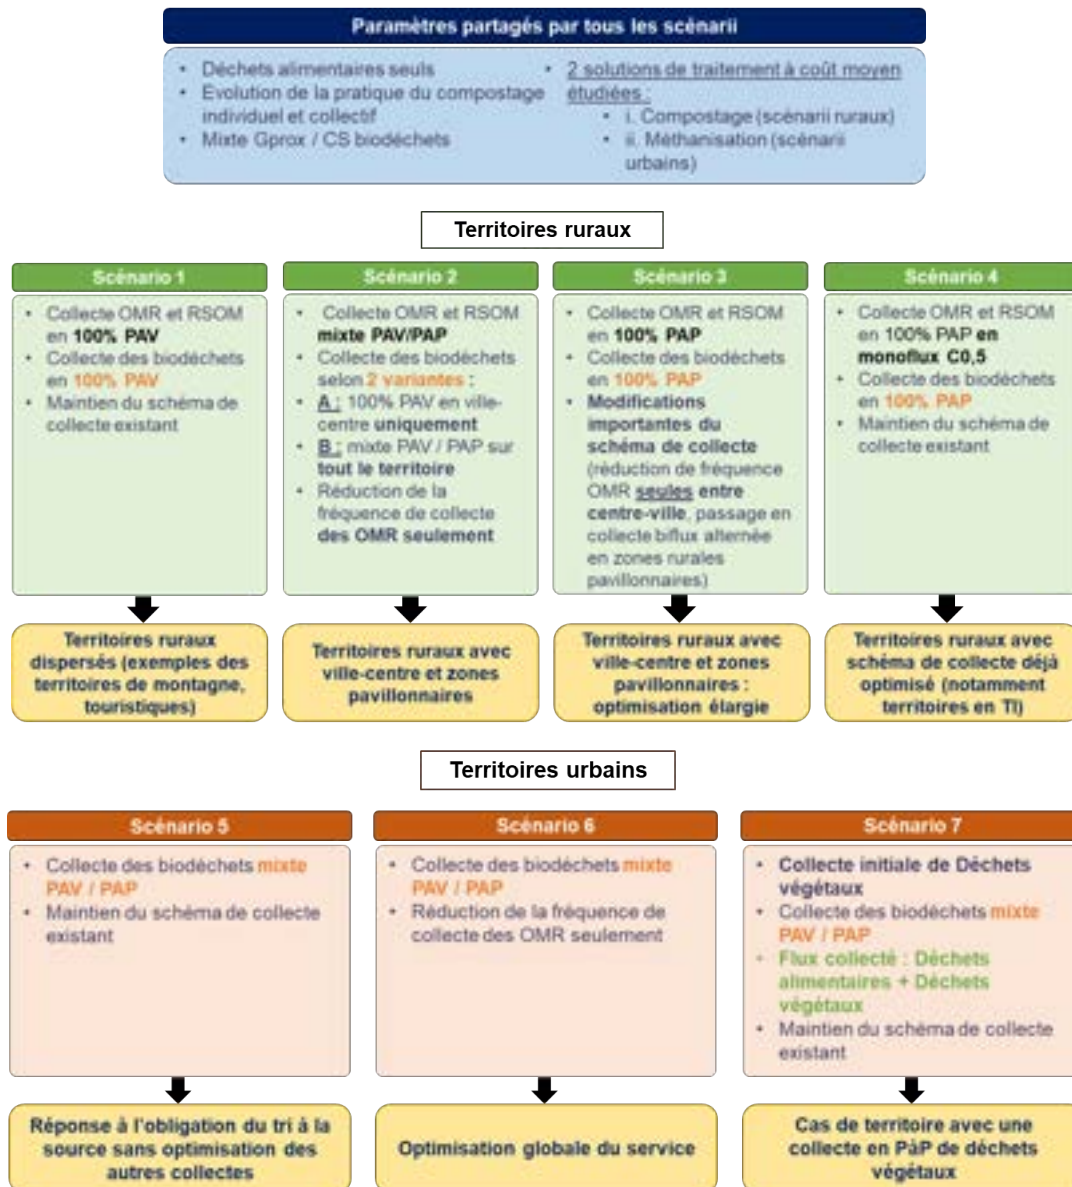 Paramètres partagés par tous les scénarii
• Déchets alimentaires seuls
• Evolution de la pratique du compostage
individuel et collectif
• Mixte Gprox / CS biodéchets
• 2 solutions de traitement à coût moyen
étudiées :
• i. Compostage (scénarii ruraux)
• ii. Méthanisation (scénarii
urbains)
Territoires ruraux
Scénario 1
• Collecte OMR et RSOM
en 100% PAV
• Collecte des biodéchets
en 100% PAV
• Maintien du schéma de
collecte existant
Territoires ruraux
dispersés (exemples des
territoires de montagne,
touristiques)
Scénario 2
• Collecte OMR et RSOM
mixte PAV/PAP
• Collecte des biodéchets
selon 2 variantes :
• A : 100% PAV en ville-
centre uniquement
• B : mixte PAV / PAP sur
tout le territoire
• Réduction de la
fréquence de collecte
des OMR seulement
Territoires ruraux avec
ville-centre et zones
pavillonnaires
Scénario 3
• Collecte OMR et RSOM
en 100% PAP
• Collecte des biodéchets
en 100% PAP
• Modifications
importantes du
schéma de collecte
(réduction de fréquence
OMR seules entre
centre-ville, passage en
collecte biflux alternée
en zones rurales
pavillonnaires)
Territoires ruraux avec
ville-centre et zones
pavillonnaires :
optimisation élargie
Scénario 4
• Collecte OMR et RSOM
en 100% PAP en
monoflux C0,5
• Collecte des biodéchets
en 100% PAP
• Maintien du schéma de
collecte existant
Territoires ruraux avec
schéma de collecte déjà
optimisé (notamment
territoires en TI)
Territoires urbains
Scénario 5
• Collecte des biodéchets mixte
PAV / PAP
• Maintien du schéma de collecte
existant
Réponse à l'obligation du tri à la
source sans optimisation des
autres collectes
Scénario 6
• Collecte des biodéchets mixte
PAV / PAP
• Réduction de la fréquence de
collecte des OMR seulement
Optimisation globale du service
Scénario 7
• Collecte initiale de Déchets
végétaux
• Collecte des biodéchets mixte
PAV / PAP
• Flux collecté : Déchets
alimentaires + Déchets
végétaux
• Maintien du schéma de collecte
existant
Cas de territoire avec une
collecte en PàP de déchets
végétaux